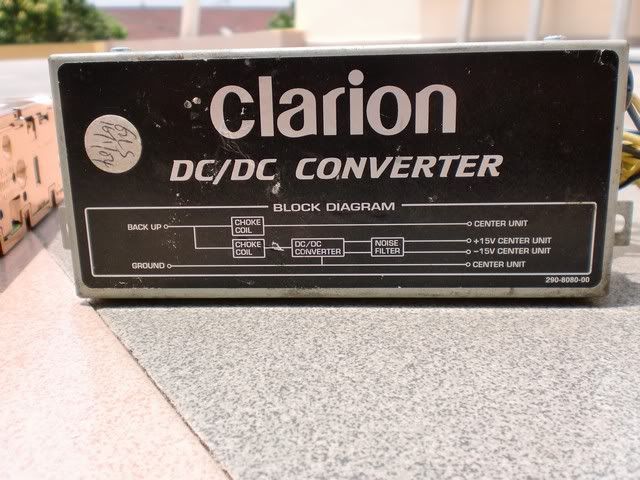 Clarion
DC/DC CONVERTER
BLOCK DIAGRAM
BACK UP
CHOKE
COIL
CENTER UNIT
CHOKE
COIL
DC/DC
CONVERTER
NOISE
FILTER
+15V CENTER UNIT
-15V CENTER UNIT
GROUND
CENTER UNIT
290-8080-00